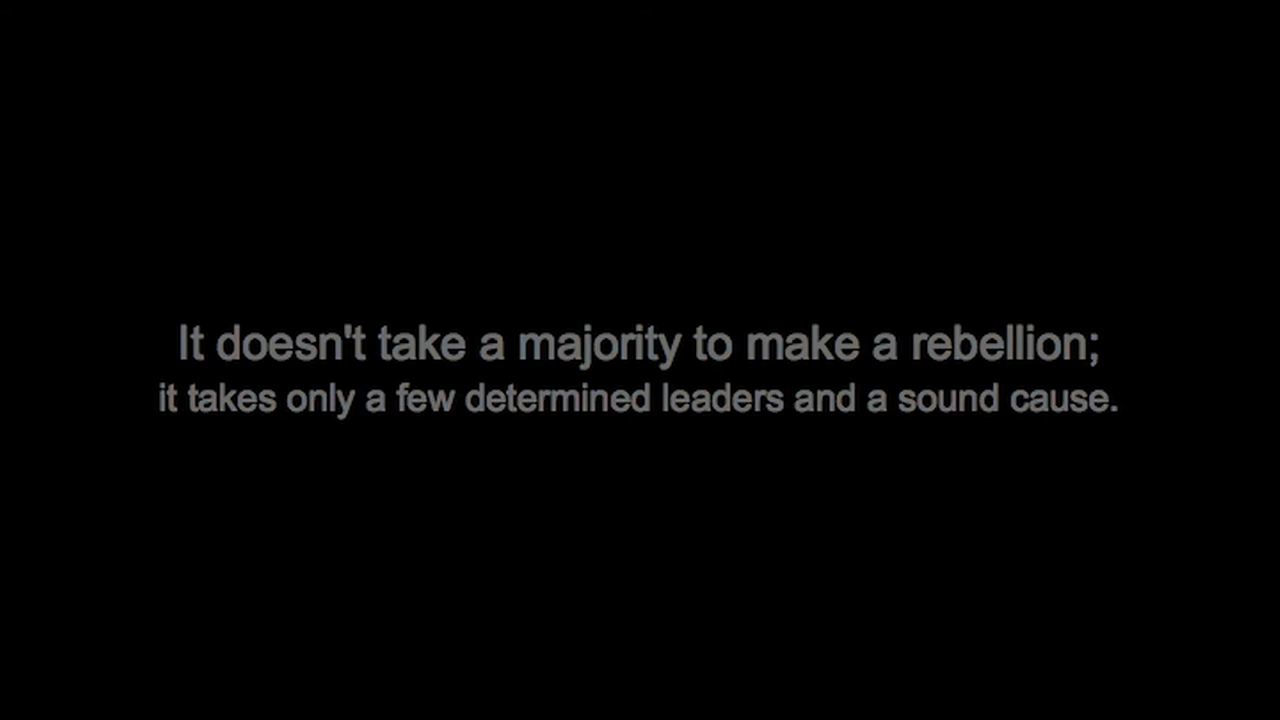 It doesn't take a majority to make a rebellion;
it takes only a few determined leaders and a sound cause.